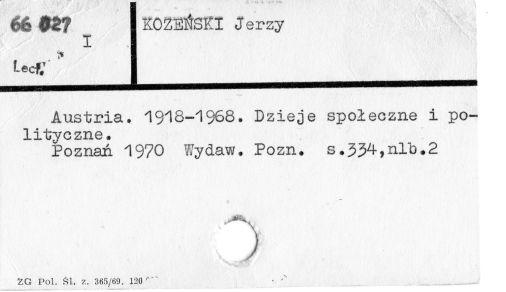 66 027
I
Lect.
KOZEŃSKI Jerzy
Austria. 1918-1968. Dzieje społeczne i po-
lityczne.
Poznań 1970 Wydaw. Pozn. s.334,nlb.2
ZG Pol. Śl. z. 365/69. 120